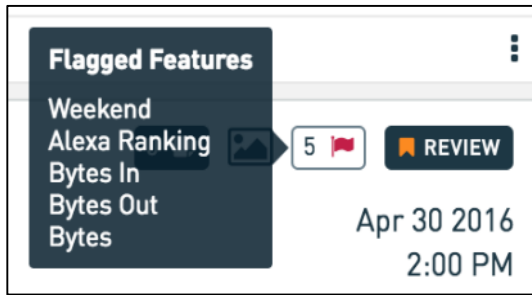 Flagged Features
Weekend
Alexa Ranking
Bytes In
Bytes Out
Bytes
5
REVIEW
Apr 30 2016
2:00 PM